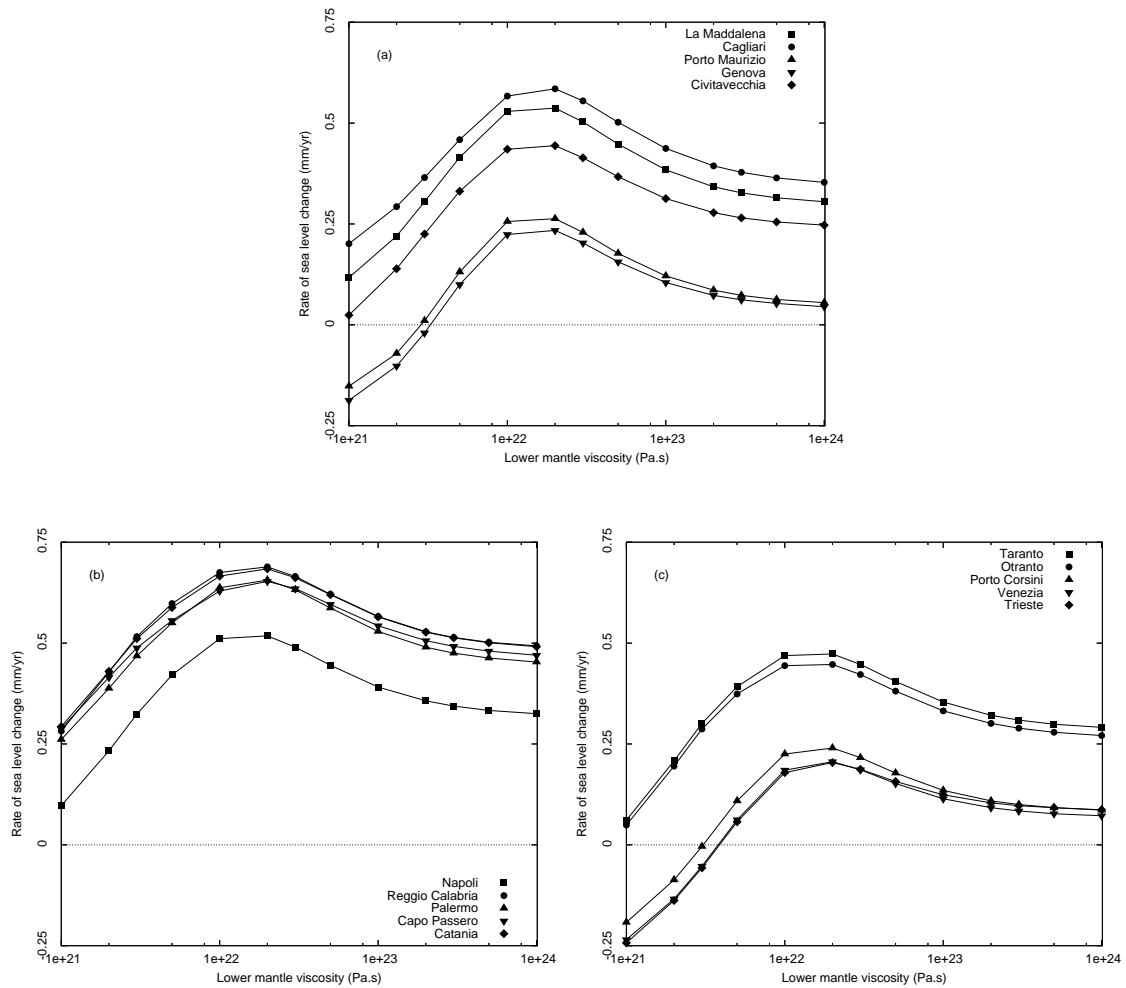 (a)
La Maddalena
Cagliari
Porto Maurizio
Genova
Civitavecchia
Rate of sea level change (mm/yr)
0.75
0.5
0.25
0
-0.25
1e+21
1e+22
1e+23
1e+24
Lower mantle viscosity (Pa.s)
(b)
Napoli
Reggio Calabria
Palermo
Capo Passero
Catania
Rate of sea level change (mm/yr)
0.75
0.5
0.25
0
-0.25
1e+21
1e+22
1e+23
1e+24
Lower mantle viscosity (Pa.s)
(c)
Taranto
Otranto
Porto Corsini
Venezia
Trieste
Rate of sea level change (mm/yr)
0.75
0.5
0.25
0
-0.25
1e+21
1e+22
1e+23
1e+24
Lower mantle viscosity (Pa.s)